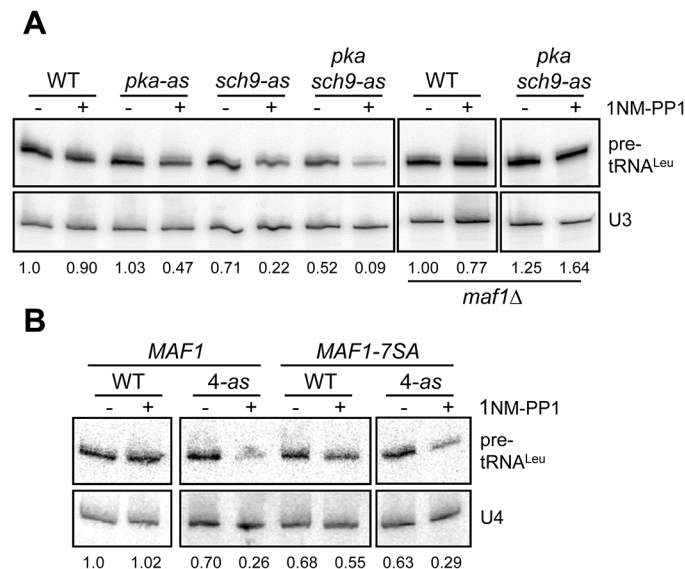 A
pka
sch9-as
pka
sch9-as
WT pka-as sch9-as WT
- + - + - + - + - + - + 1NM-PP1
pre-
tRNALeu
U3
1.0 0.90 1.03 0.47 0.71 0.22 0.52 0.09 1.00 0.77 1.25 1.64
maf1Δ
B
MAF1 MAF1-7SA
WT 4-as WT 4-as
- + - + - + - + 1NM-PP1
pre-
tRNALeu
U4
1.0 1.02 0.70 0.26 0.68 0.55 0.63 0.29